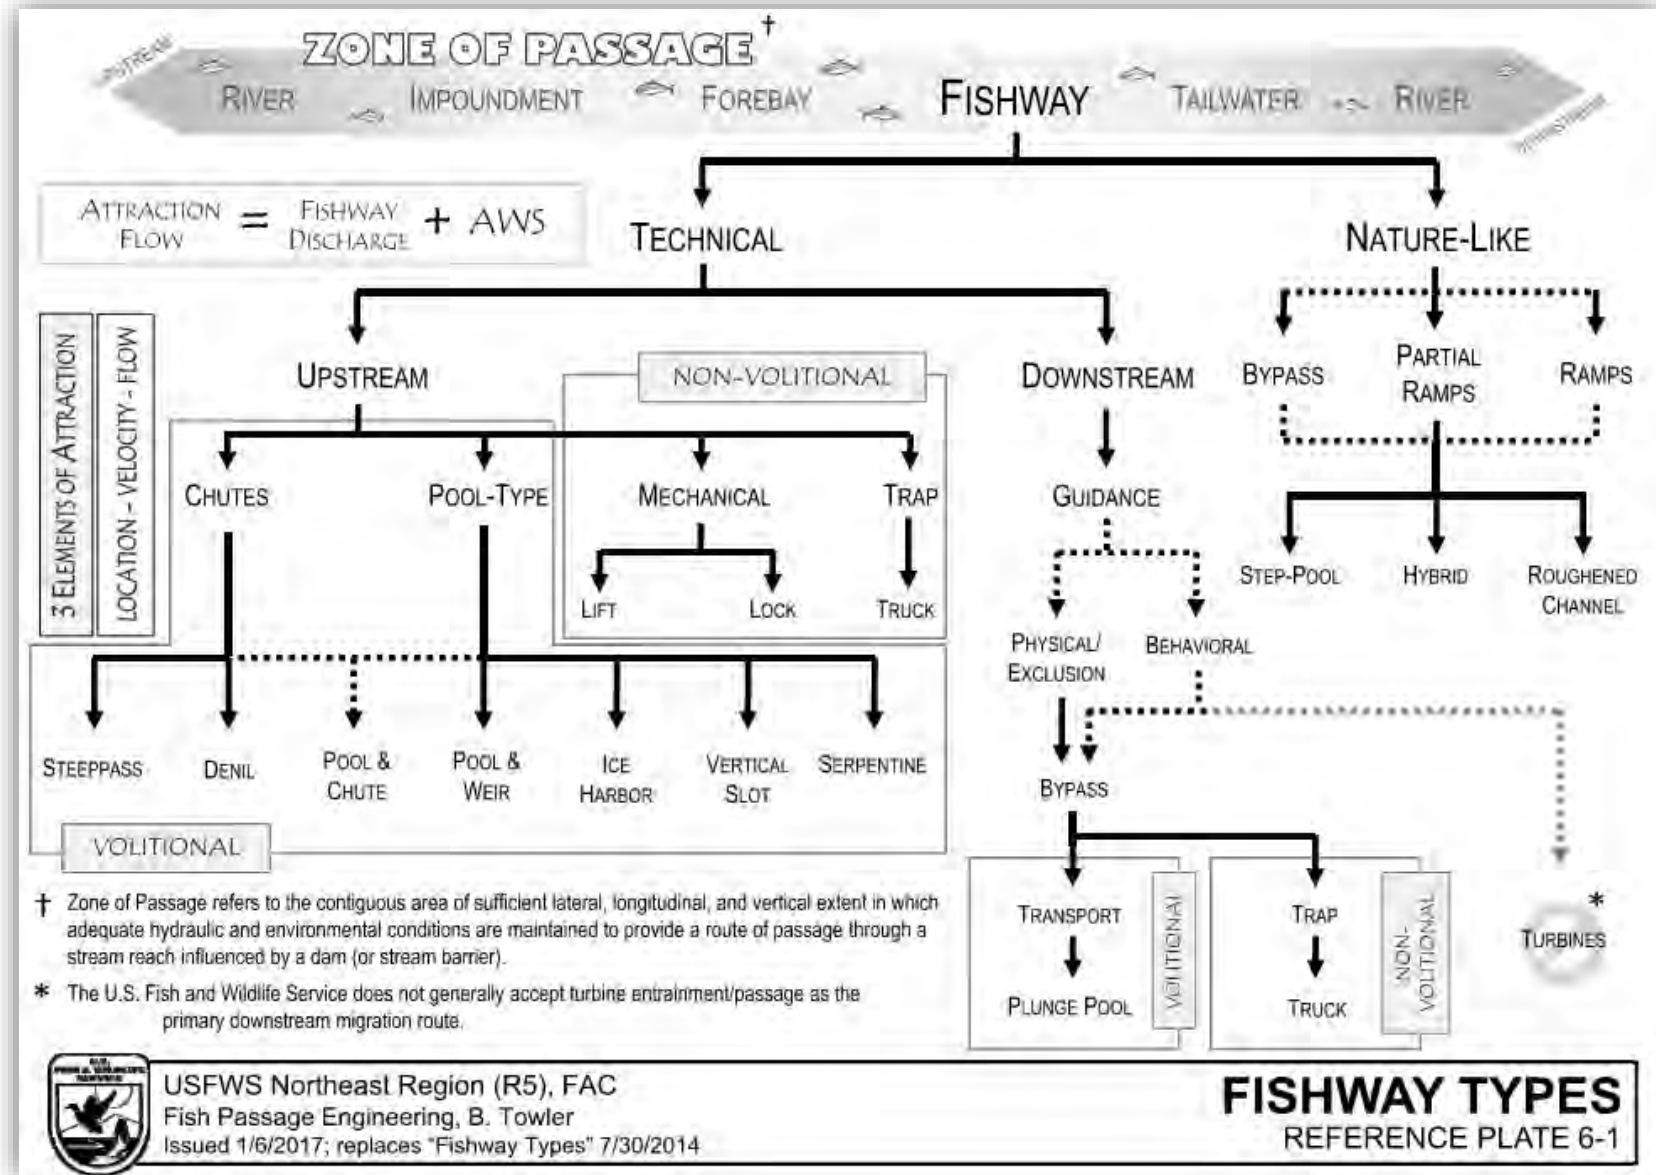 ZONE OF PASSAGE†
UPSTREAM
RIVER IMPOUNDMENT FOREBAY FISHWAY TAILWATER RIVER
ATTRACTION FLOW = FISHWAY DISCHARGE + AWS
TECHNICAL
NATURE-LIKE
3 ELEMENTS OF ATTRACTION
LOCATION - VELOCITY - FLOW
UPSTREAM
NON-VOLITIONAL
DOWNSTREAM
BYPASS
PARTIAL
RAMPS
RAMPS
CHUTES
POOL-TYPE
MECHANICAL
TRAP
GUIDANCE
LIFT
LOCK
TRUCK
STEP-POOL
HYBRID
ROUGHENED
CHANNEL
PHYSICAL/
EXCLUSION
BEHAVIORAL
STEEPPASS
DENIL
POOL &
CHUTE
POOL &
WEIR
ICE
HARBOR
VERTICAL
SLOT
SERPENTINE
BYPASS
VOLITIONAL
TRANSPORT
PLUNGE POOL
VOLITIONAL
TRAP
TRUCK
NON-
VOLITIONAL
TURBINES
*
† Zone of Passage refers to the contiguous area of sufficient lateral, longitudinal, and vertical extent in which
adequate hydraulic and environmental conditions are maintained to provide a route of passage through a
stream reach influenced by a dam (or stream barrier).
* The U.S. Fish and Wildlife Service does not generally accept turbine entrainment/passage as the
primary downstream migration route.
USFWS Northeast Region (R5), FAC
Fish Passage Engineering, B. Towler
Issued 1/6/2017; replaces "Fishway Types" 7/30/2014
FISHWAY TYPES
REFERENCE PLATE 6-1